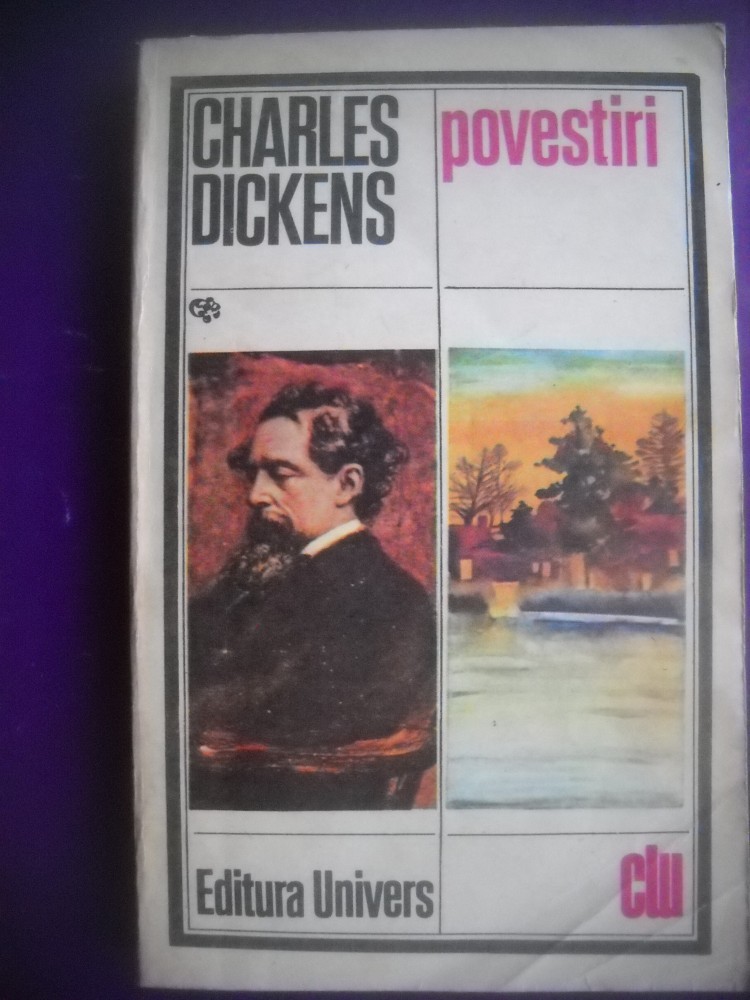 CHARLES
DICKENS
povestiri
Editura Univers
clu